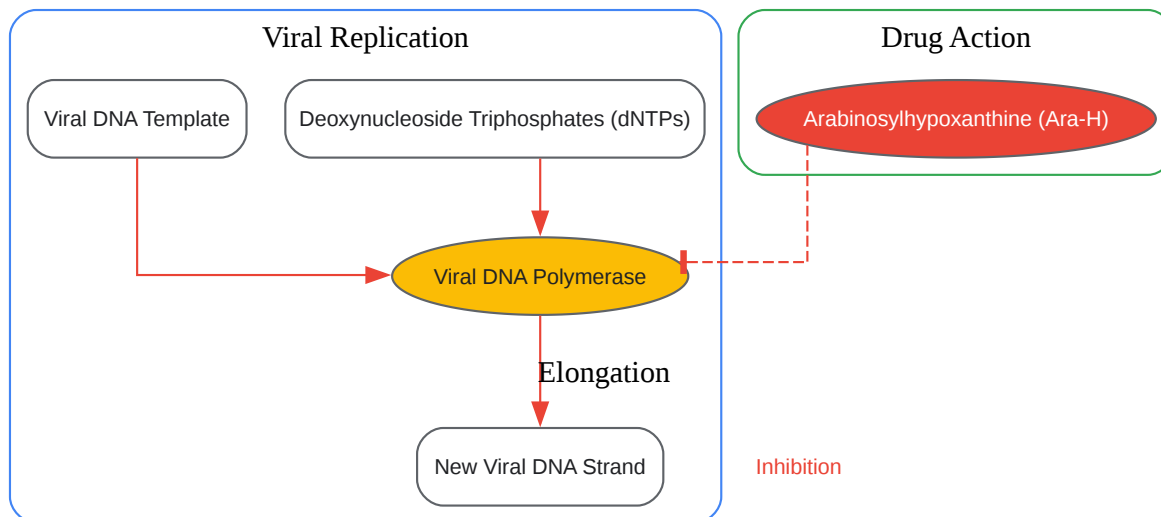 Viral Replication
Drug Action
Viral DNA Template
Deoxynucleoside Triphosphates (dNTPs)
Arabinosylhypoxanthine (Ara-H)
Viral DNA Polymerase
Elongation
New Viral DNA Strand
Inhibition